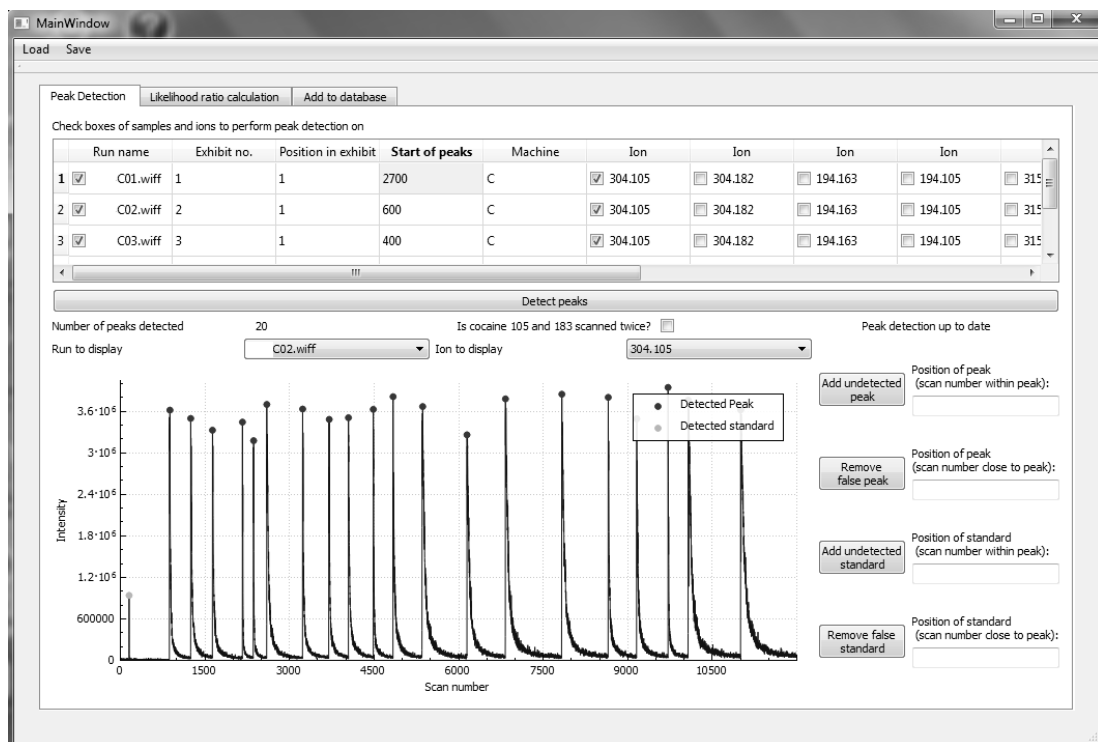 MainWindow
Load Save
Peak Detection Likelihood ratio calculation Add to database
Check boxes of samples and ions to perform peak detection on
Run name Exhibit no. Position in exhibit Start of peaks Machine Ion Ion Ion Ion
1 C01.wiff 1 1 2700 C 304.105 304.182 194.163 194.105 315
2 C02.wiff 2 1 600 C 304.105 304.182 194.163 194.105 315
3 C03.wiff 3 1 400 C 304.105 304.182 194.163 194.105 315
Detect peaks
Number of peaks detected 20 Is cocaine 105 and 183 scanned twice? Peak detection up to date
Run to display C02.wiff Ion to display 304.105
Intensity
3.6·10⁶
3·10⁶
2.4·10⁶
1.8·10⁶
1.2·10⁶
600000
0
0 1500 3000 4500 6000 7500 9000 10500
Scan number
Detected Peak
Detected standard
Add undetected
peak
Position of peak
(scan number within peak):
Remove
false peak
Position of peak
(scan number close to peak):
Add undetected
standard
Position of standard
(scan number within peak):
Remove false
standard
Position of standard
(scan number close to peak):